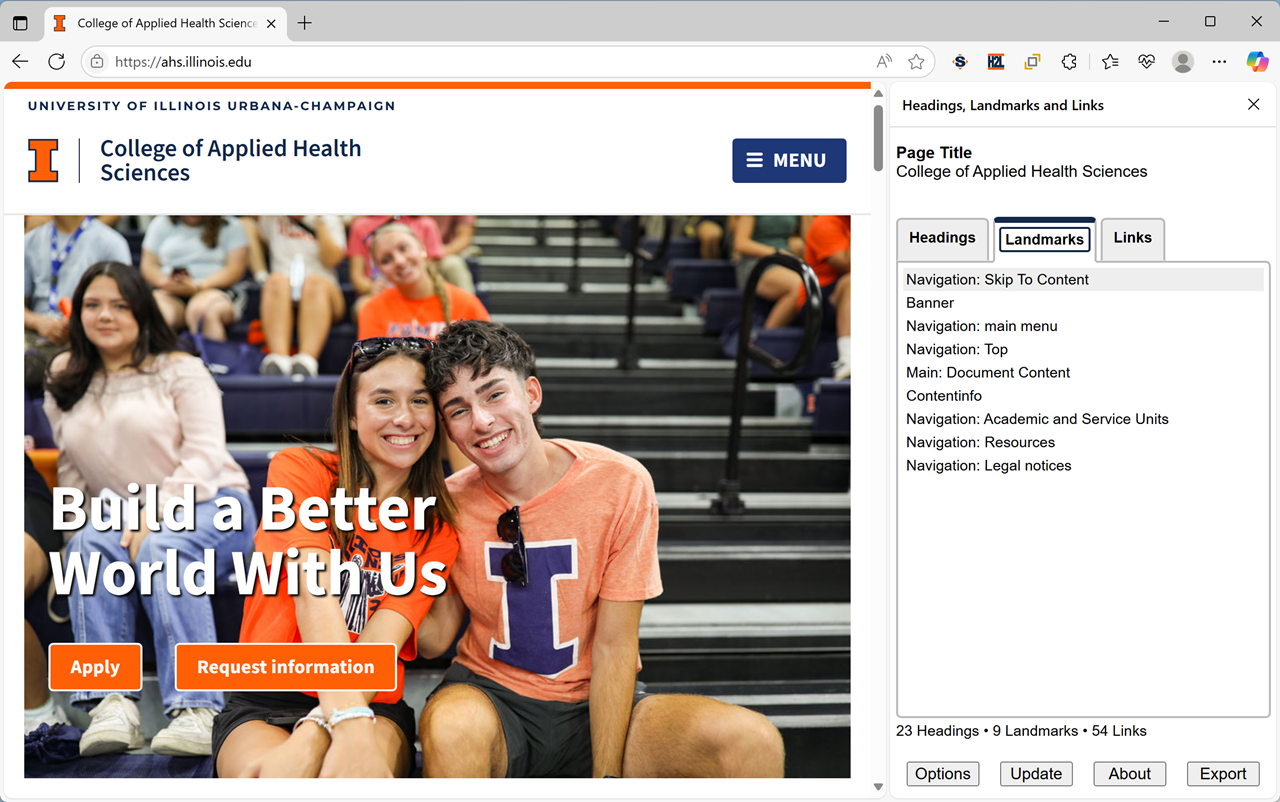 College of Applied Health Science
https://ahs.illinois.edu
UNIVERSITY OF ILLINOIS URBANA-CHAMPAIGN
College of Applied Health
Sciences
MENU
Build a Better
World With Us
Apply
Request information
Headings, Landmarks and Links
Page Title
College of Applied Health Sciences
Headings
Landmarks
Links
Navigation: Skip To Content
Banner
Navigation: main menu
Navigation: Top
Main: Document Content
Contentinfo
Navigation: Academic and Service Units
Navigation: Resources
Navigation: Legal notices
23 Headings • 9 Landmarks • 54 Links
Options
Update
About
Export